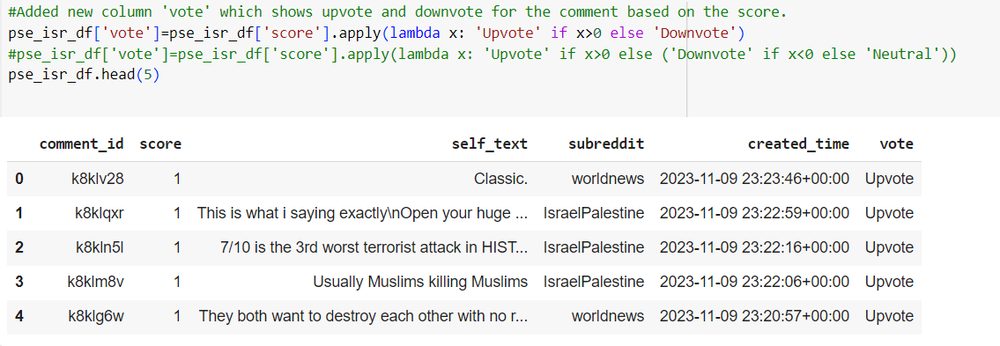 #Added new column 'vote' which shows upvote and downvote for the comment based on the score.
pse_isr_df['vote']=pse_isr_df['score'].apply(lambda x: 'Upvote' if x>0 else 'Downvote')
#pse_isr_df['vote']=pse_isr_df['score'].apply(lambda x: 'Upvote' if x>0 else ('Downvote' if x<0 else 'Neutral'))
pse_isr_df.head(5)
comment_id score self_text subreddit created_time vote
0 k8klv28 1 Classic. worldnews 2023-11-09 23:23:46+00:00 Upvote
1 k8klqxr 1 This is what i saying exactly\nOpen your huge ... IsraelPalestine 2023-11-09 23:22:59+00:00 Upvote
2 k8kln5l 1 7/10 is the 3rd worst terrorist attack in HIST... IsraelPalestine 2023-11-09 23:22:16+00:00 Upvote
3 k8klm8v 1 Usually Muslims killing Muslims IsraelPalestine 2023-11-09 23:22:06+00:00 Upvote
4 k8klg6w 1 They both want to destroy each other with no r... worldnews 2023-11-09 23:20:57+00:00 Upvote